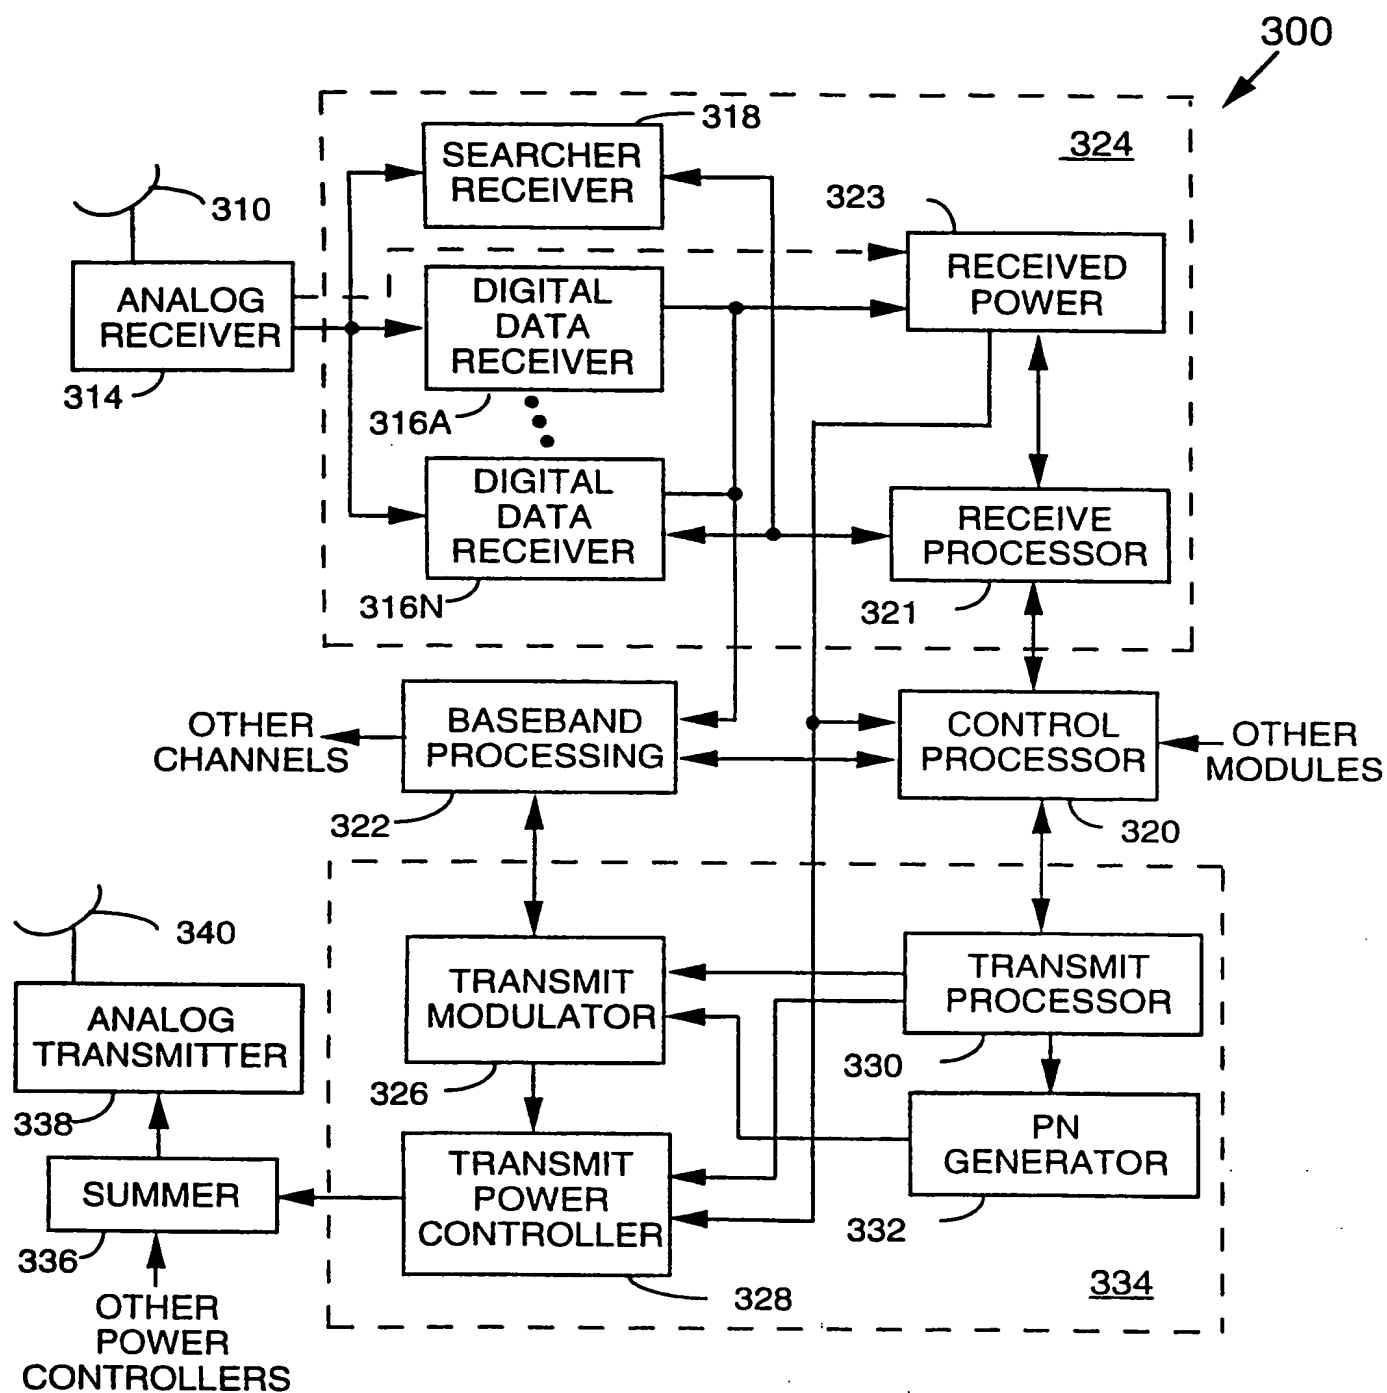 300
318
SEARCHER
RECEIVER
324
310
323
ANALOG
RECEIVER
314
DIGITAL
DATA
RECEIVER
316A
RECEIVED
POWER
DIGITAL
DATA
RECEIVER
316N
RECEIVE
PROCESSOR
321
OTHER
CHANNELS
BASEBAND
PROCESSING
322
CONTROL
PROCESSOR
320
OTHER
MODULES
340
ANALOG
TRANSMITTER
338
TRANSMIT
MODULATOR
326
TRANSMIT
PROCESSOR
330
SUMMER
336
TRANSMIT
POWER
CONTROLLER
328
PN
GENERATOR
332
334
OTHER
POWER
CONTROLLERS